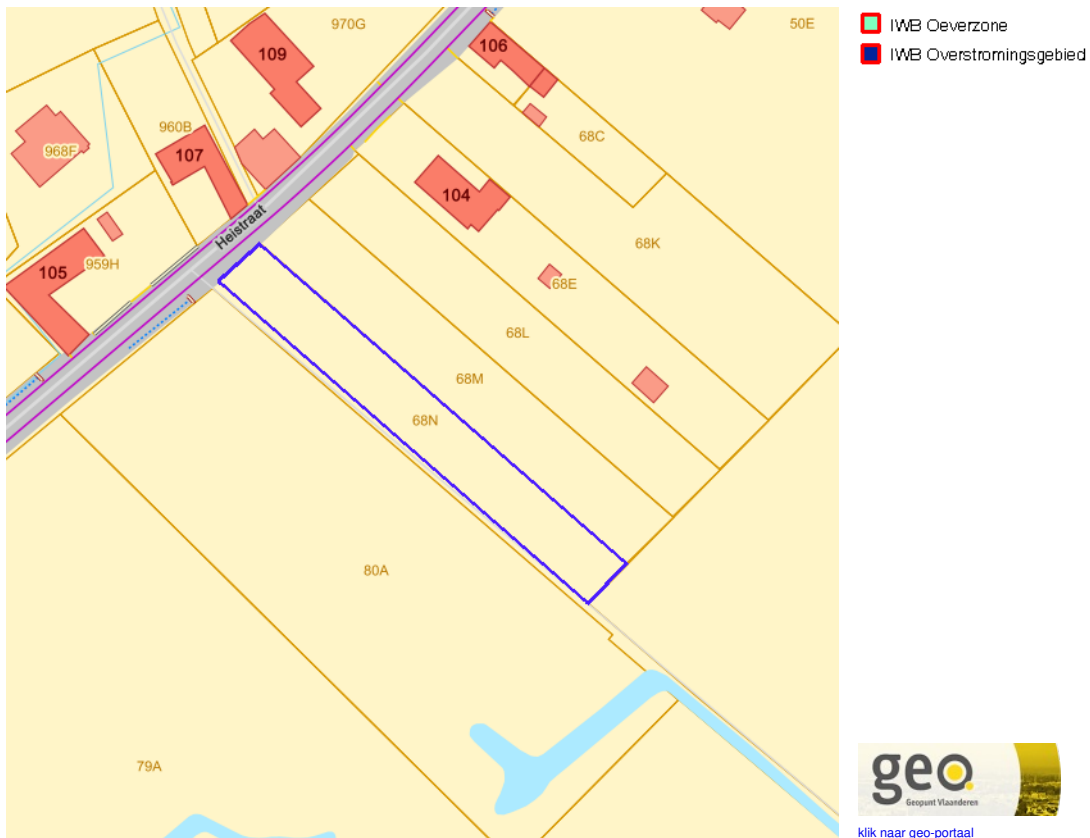 970G
50E
IWB Oeverzone
IWB Overstromingsgebied
109
106
960B
968F
107
68C
104
Heistraat
68K
105
959H
68E
68L
68M
68N
80A
79A
geo
Geopunt Vlaanderen
klik naar geo-portaal